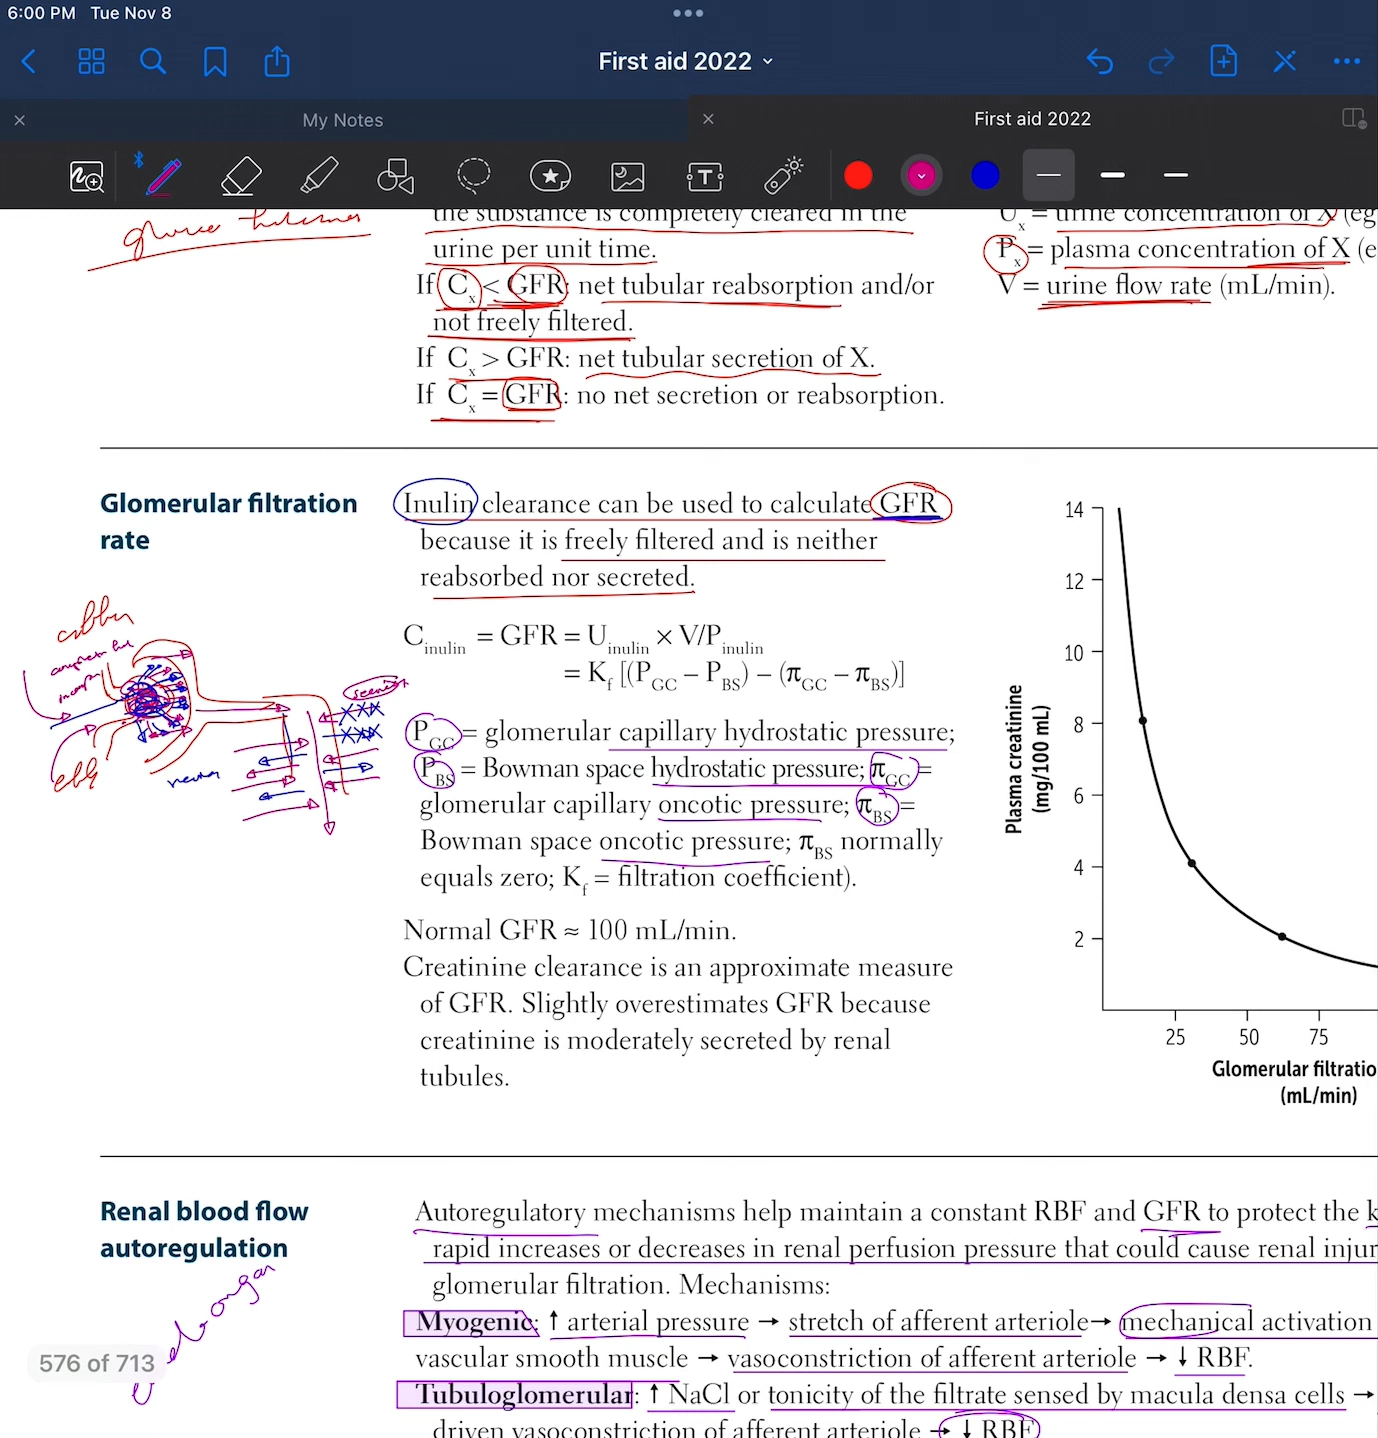 6:00 PM Tue Nov 8
First aid 2022
My Notes
First aid 2022
the substance is completely cleared in the
urine per unit time.
If Cx < GFR: net tubular reabsorption and/or
not freely filtered.
If Cx > GFR: net tubular secretion of X.
If Cx = GFR: no net secretion or reabsorption.
Ux = urine concentration of X (eg
Px = plasma concentration of X (e
V = urine flow rate (mL/min).
Glomerular filtration
rate
Inulin clearance can be used to calculate GFR
because it is freely filtered and is neither
reabsorbed nor secreted.
Cinulin = GFR = Uinulin × V/Pinulin
= Kf [(PGC – PBS) – (πGC – πBS)]
PGC = glomerular capillary hydrostatic pressure;
PBS = Bowman space hydrostatic pressure; πGC =
glomerular capillary oncotic pressure; πBS =
Bowman space oncotic pressure; πBS normally
equals zero; Kf = filtration coefficient).
Normal GFR ≈ 100 mL/min.
Creatinine clearance is an approximate measure
of GFR. Slightly overestimates GFR because
creatinine is moderately secreted by renal
tubules.
Plasma creatinine
(mg/100 mL)
14
12
10
8
6
4
2
25 50 75
Glomerular filtratio
(mL/min)
Renal blood flow
autoregulation
Autoregulatory mechanisms help maintain a constant RBF and GFR to protect the k
rapid increases or decreases in renal perfusion pressure that could cause renal injur
glomerular filtration. Mechanisms:
Myogenic: ↑ arterial pressure → stretch of afferent arteriole → mechanical activation
vascular smooth muscle → vasoconstriction of afferent arteriole → ↓ RBF.
Tubuloglomerular: ↑ NaCl or tonicity of the filtrate sensed by macula densa cells →
driven vasoconstriction of afferent arteriole → ↓ RBF
576 of 713